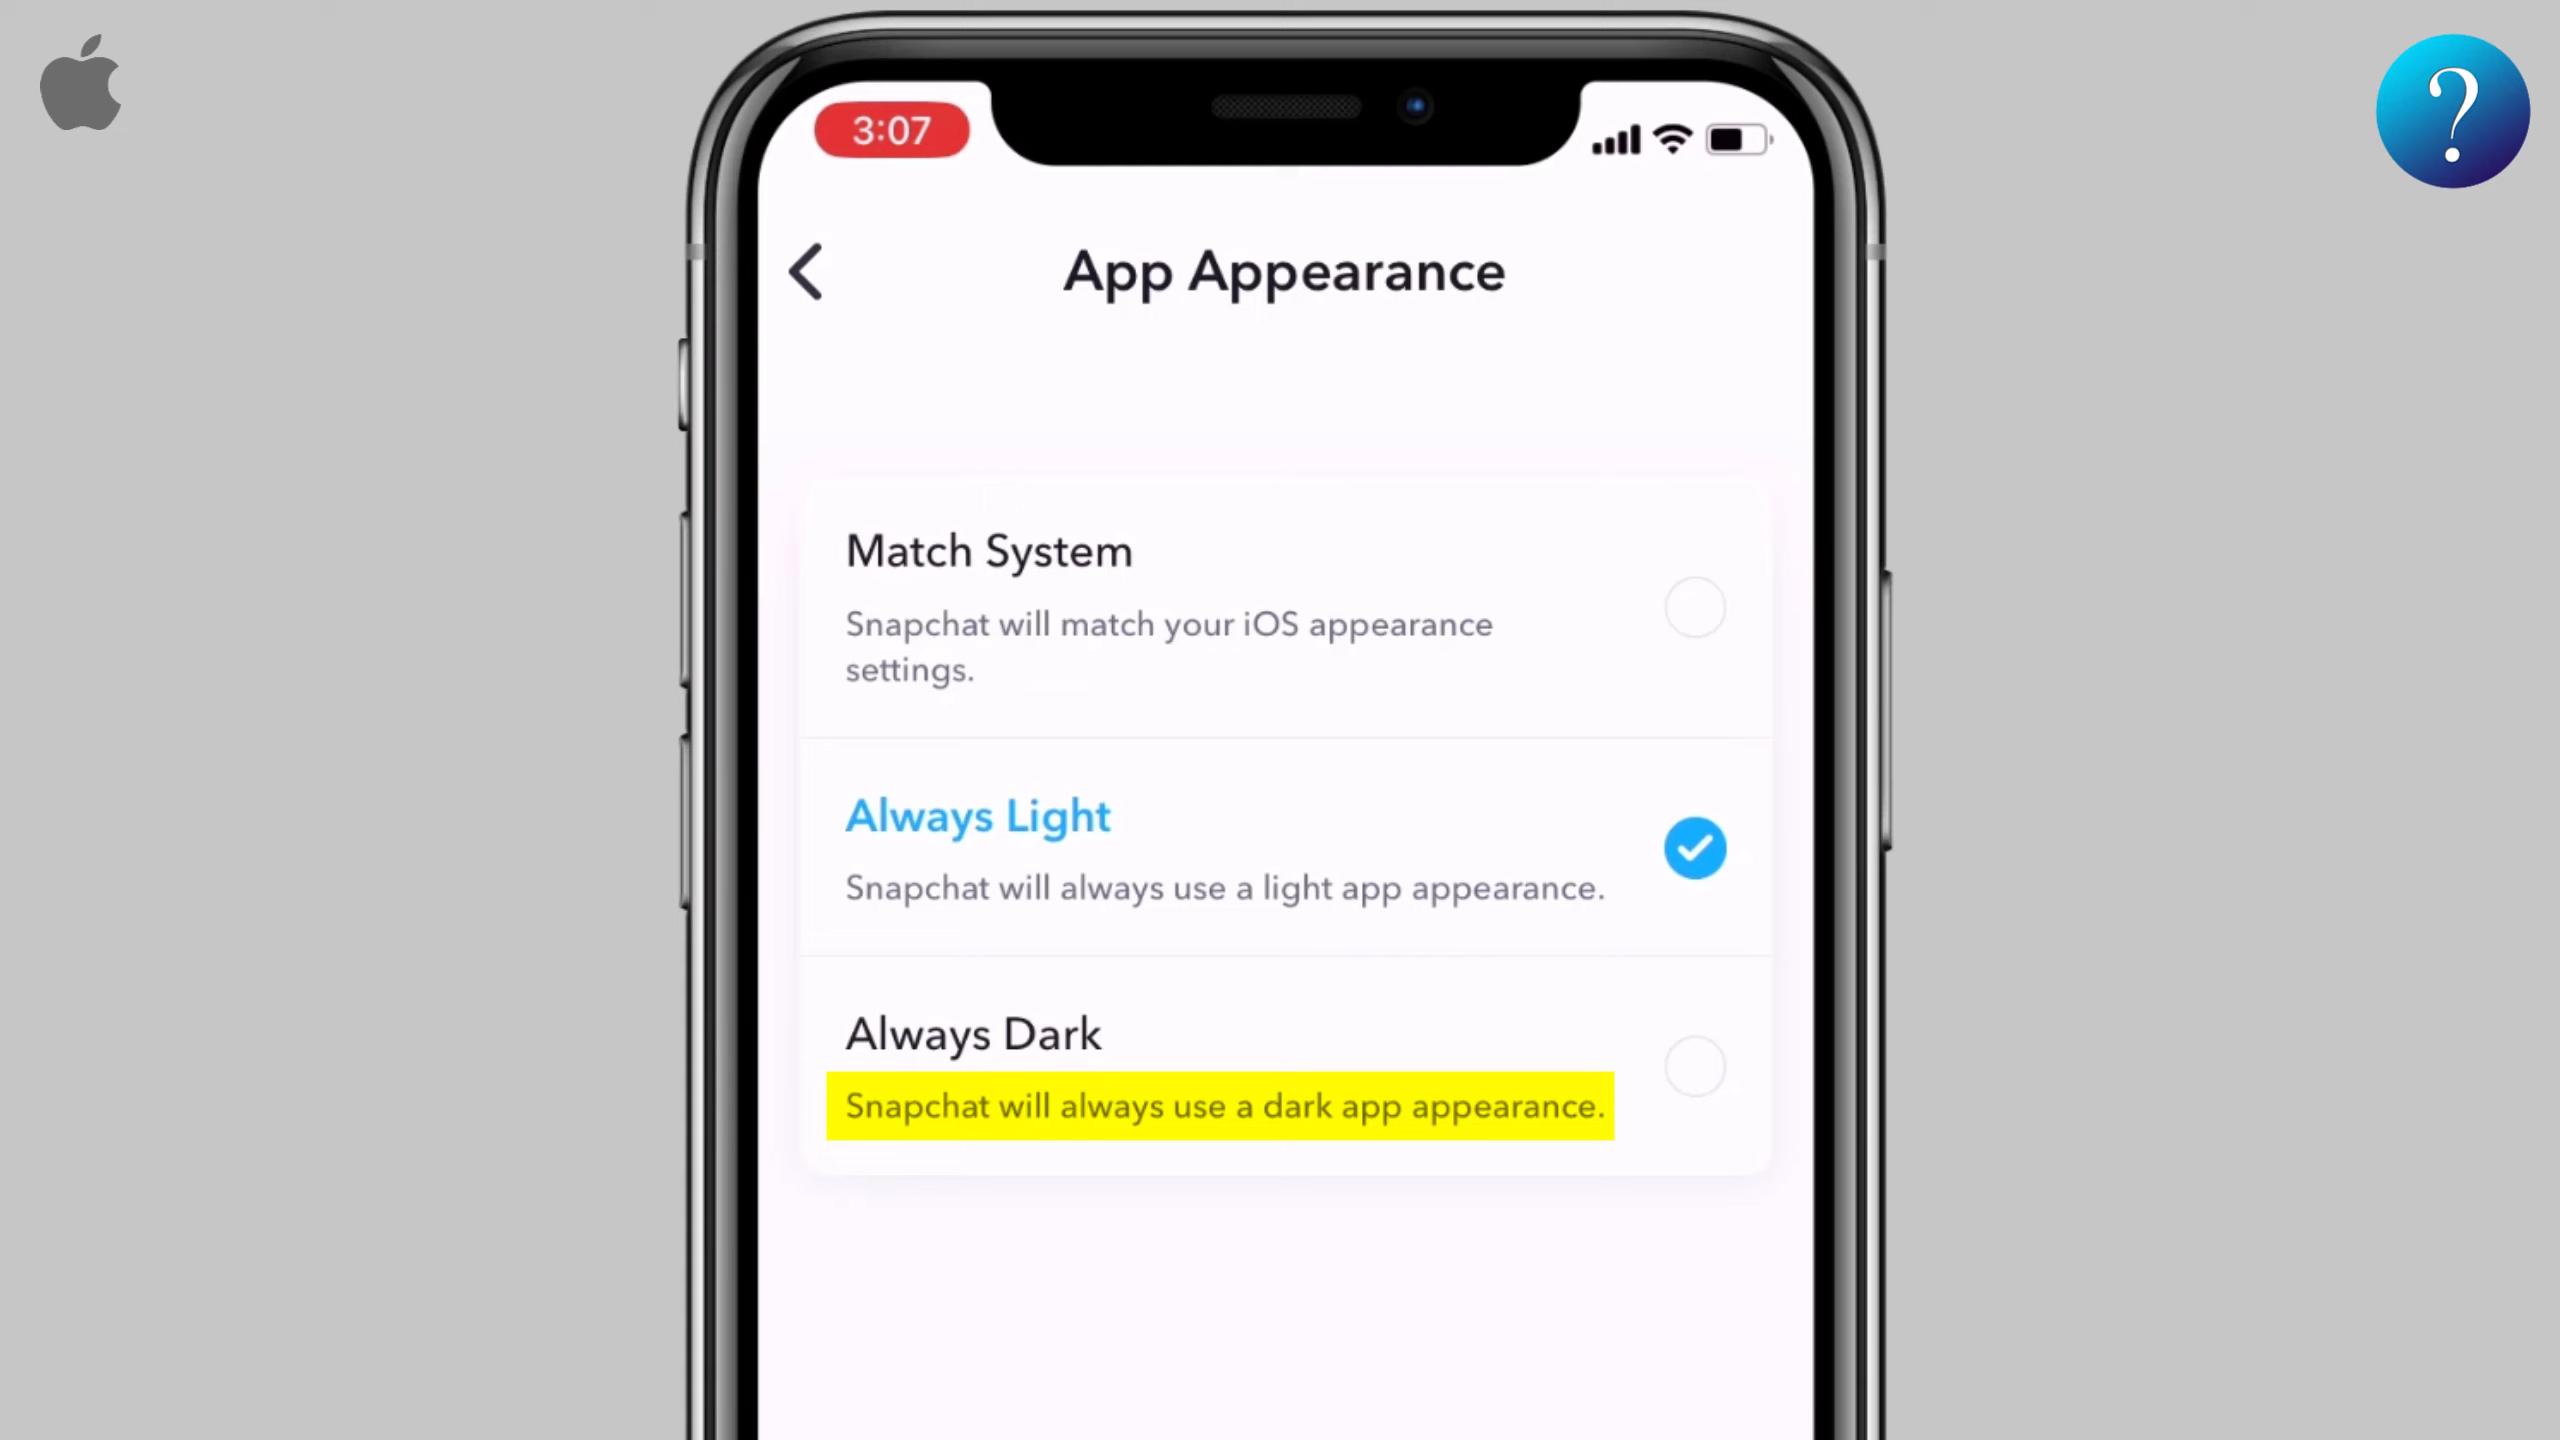 3:07
?
App Appearance
Match System
Snapchat will match your iOS appearance
settings.
Always Light
Snapchat will always use a light app appearance.
Always Dark
Snapchat will always use a dark app appearance.